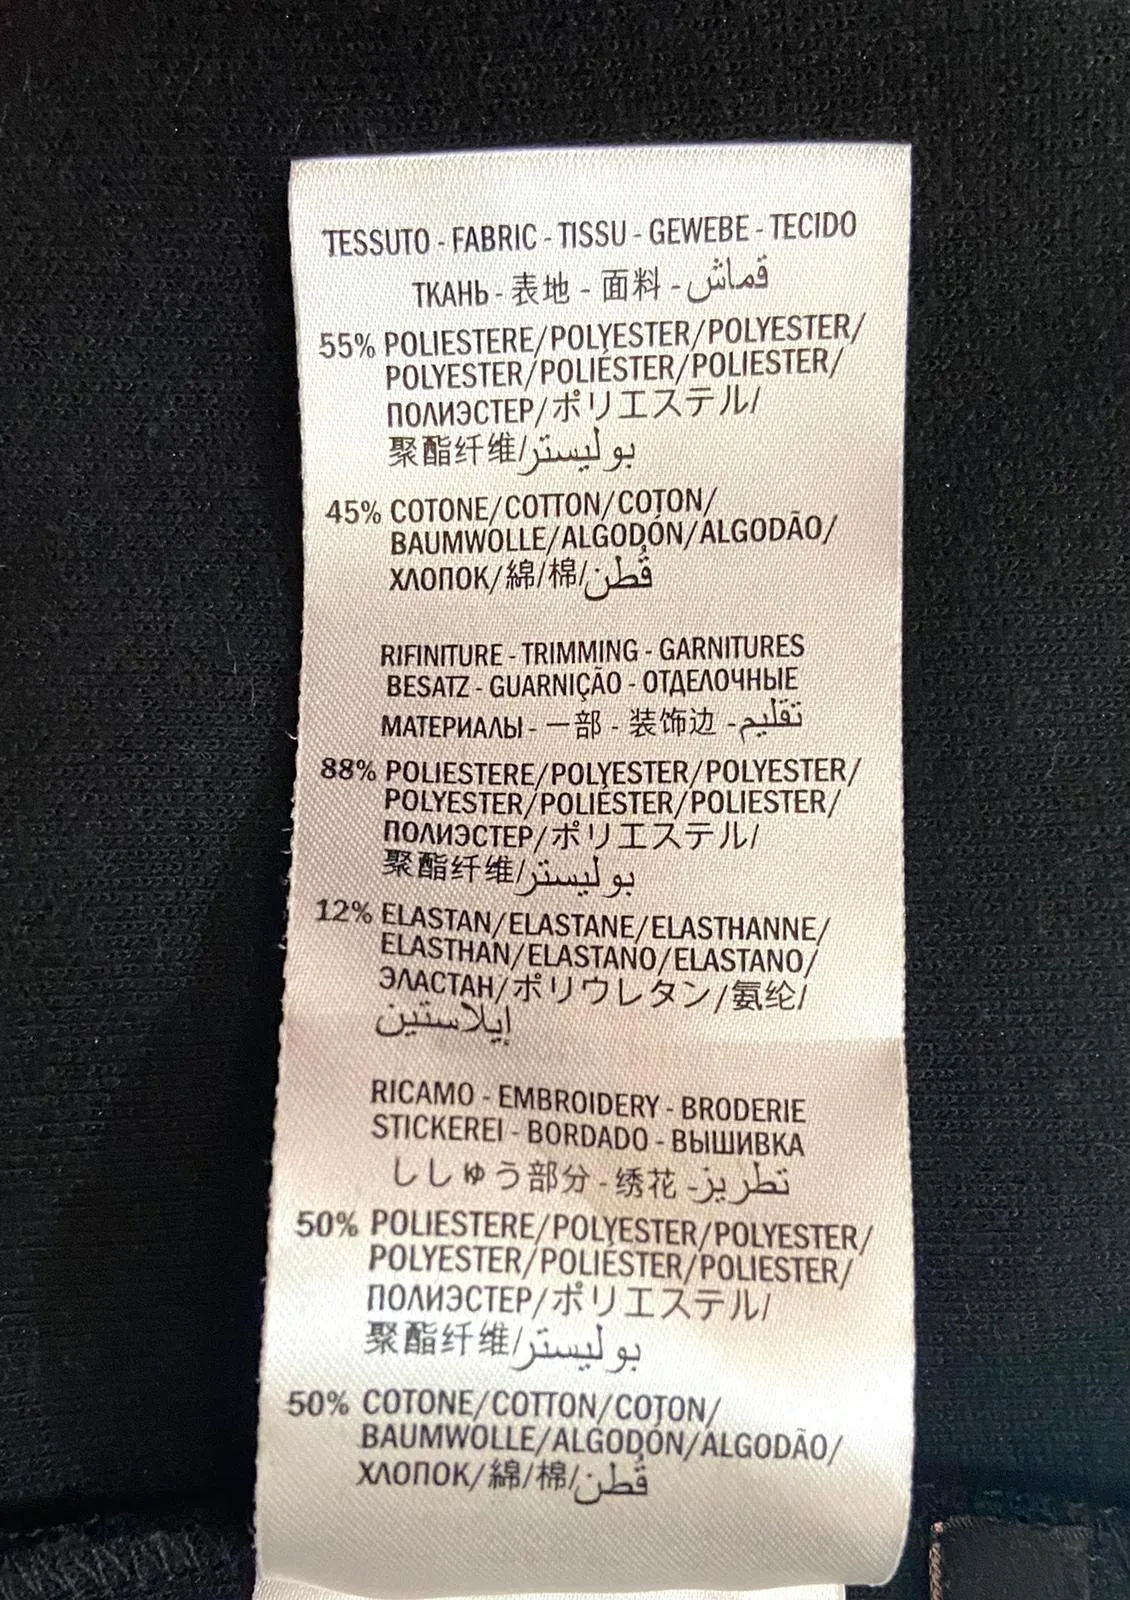 TESSUTO - FABRIC - TISSU - GEWEBE - TECIDO
ТКАНЬ - 表地 - 面料 - قماش
55% POLIESTERE/POLYESTER/POLYESTER/
POLYESTER/POLIÉSTER/POLIESTER/
ПОЛИЭСТЕР/ポリエステル/
聚酯纤维/بوليستر
45% COTONE/COTTON/COTON/
BAUMWOLLE/ALGODÓN/ALGODÃO/
ХЛОПОК/綿/棉/قُطن
RIFINITURE - TRIMMING - GARNITURES
BESATZ - GUARNIÇÃO - ОТДЕЛОЧНЫЕ
МАТЕРИАЛЫ - 一部 - 装饰边 - تقليم
88% POLIESTERE/POLYESTER/POLYESTER/
POLYESTER/POLIÉSTER/POLIESTER/
ПОЛИЭСТЕР/ポリエステル/
聚酯纤维/بوليستر
12% ELASTAN/ELASTANE/ELASTHANNE/
ELASTHAN/ELASTANO/ELASTANO/
ЭЛАСТАН/ポリウレタン/氨纶/
إيلاستين
RICAMO - EMBROIDERY - BRODERIE
STICKEREI - BORDADO - ВЫШИВКА
ししゆう部分 - 绣花 - تطريز
50% POLIESTERE/POLYESTER/POLYESTER/
POLYESTER/POLIÉSTER/POLIESTER/
ПОЛИЭСТЕР/ポリエステル/
聚酯纤维/بوليستر
50% COTONE/COTTON/COTON/
BAUMWOLLE/ALGODÓN/ALGODÃO/
ХЛОПОК/綿/棉/قُطن